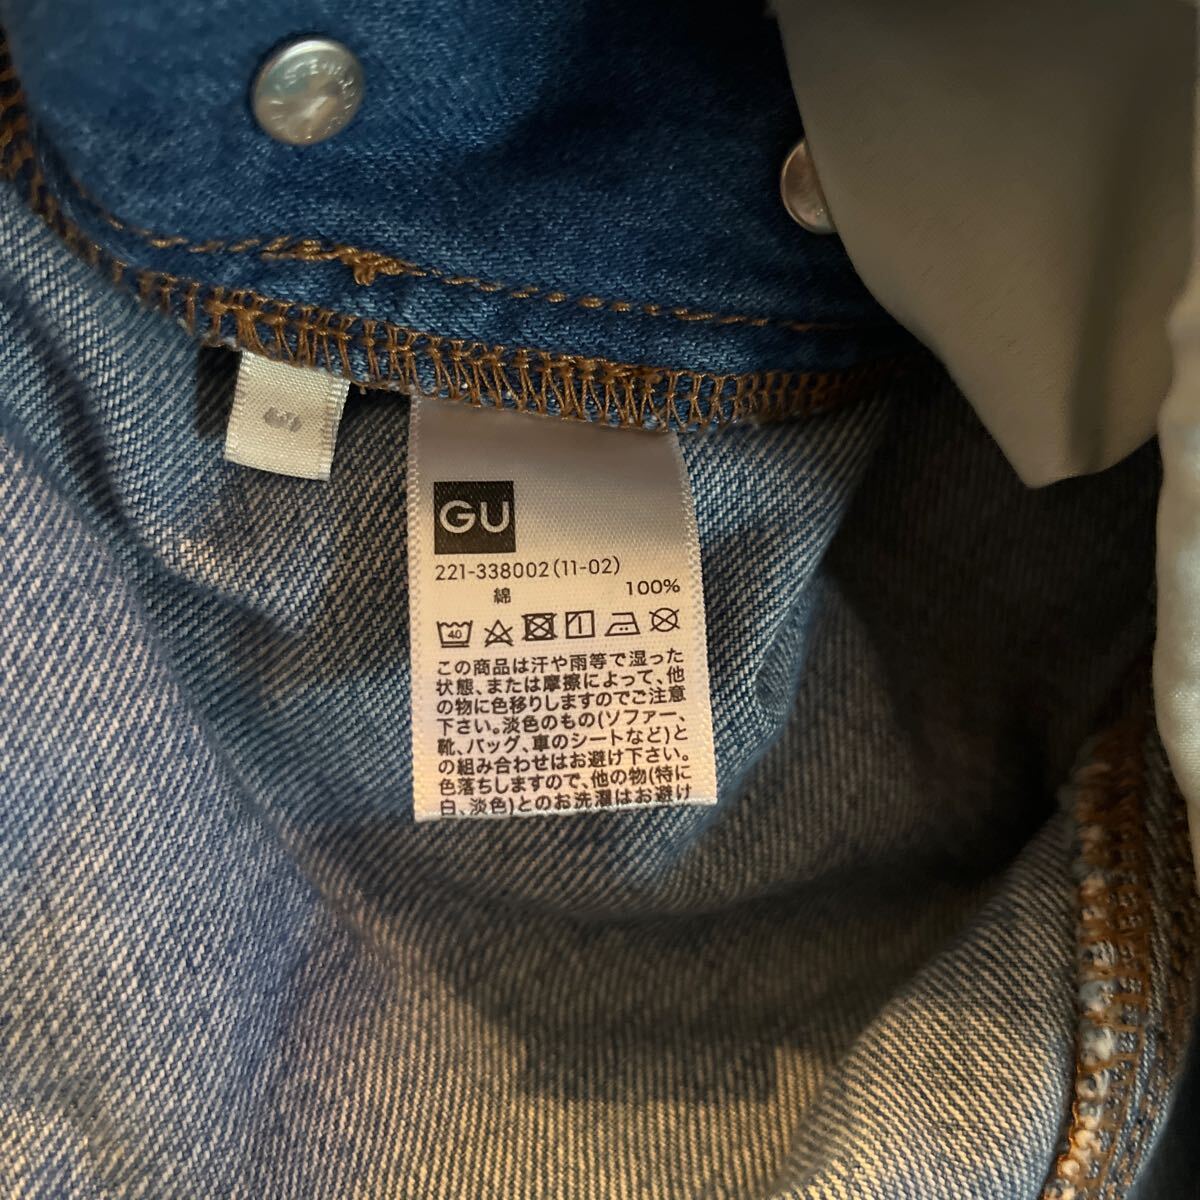 GU
221-338002(11-02)
綿 100%
40
この商品は汗や雨等で湿った
状態、または摩擦によって、他
の物に色移りしますのでご注意
下さい。淡色のもの(ソファー、
靴、バッグ、車のシートなど)と
の組み合わせはお避け下さい。
色落ちしますので、他の物(特に
白、淡色)とのお洗濯はお避け